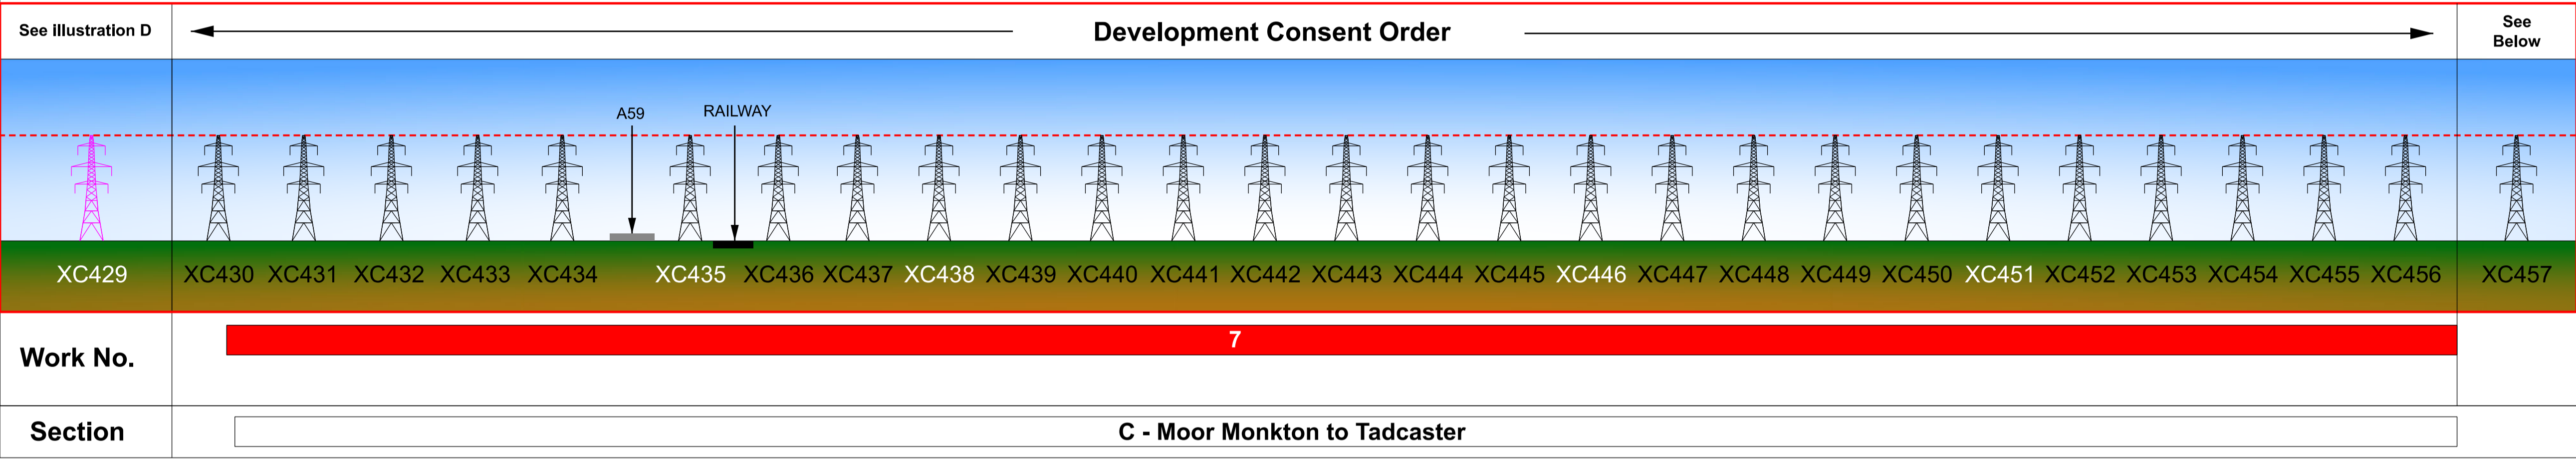 See illustration D
Development Consent Order
See
Below
A59
RAILWAY
XC429 XC430 XC431 XC432 XC433 XC434 XC435 XC436 XC437 XC438 XC439 XC440 XC441 XC442 XC443 XC444 XC445 XC446 XC447 XC448 XC449 XC450 XC451 XC452 XC453 XC454 XC455 XC456 XC457
7
Work No.
Section
C - Moor Monkton to Tadcaster